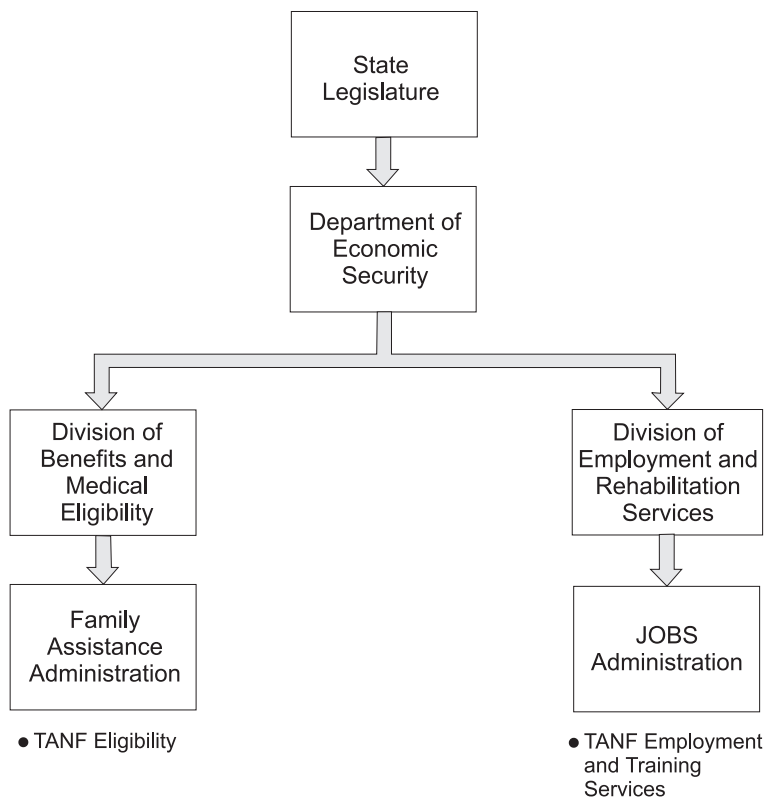 State
Legislature
Department of
Economic
Security
Division of
Benefits and
Medical
Eligibility
Division of
Employment and
Rehabilitation
Services
Family
Assistance
Administration
JOBS
Administration
● TANF Eligibility
● TANF Employment
and Training
Services